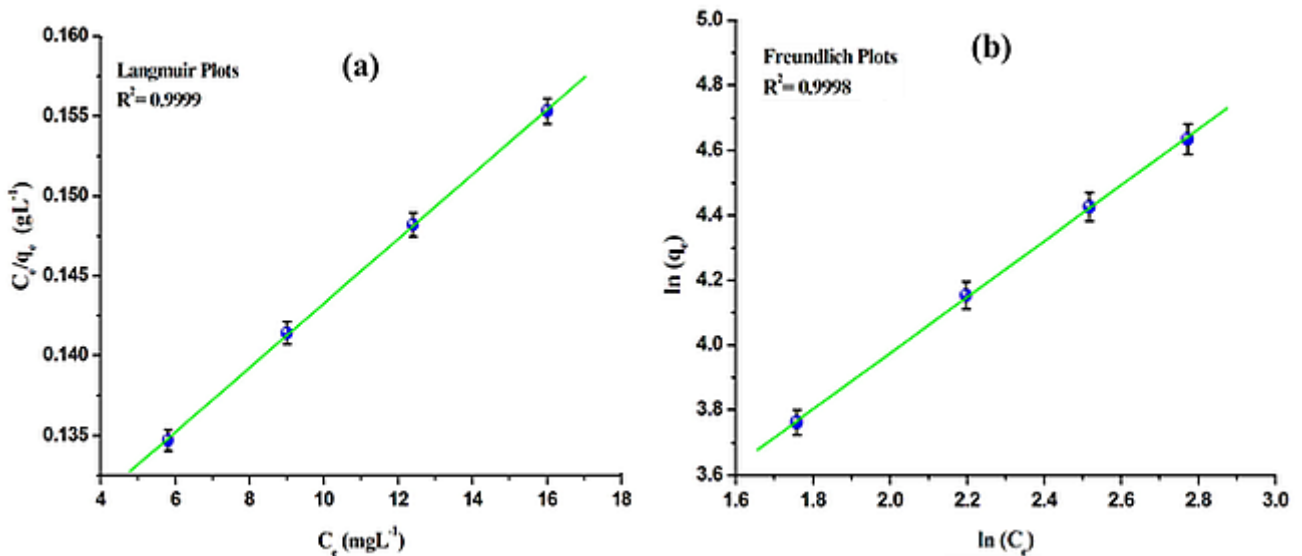 (a)
Langmuir Plots
R²= 0.9999
0.160
0.155
0.150
0.145
0.140
0.135
4 6 8 10 12 14 16 18
Cₑ/qₑ (gL⁻¹)
Cₑ (mgL⁻¹)
(b)
Freundlich Plots
R²= 0.9998
5.0
4.8
4.6
4.4
4.2
4.0
3.8
3.6
1.6 1.8 2.0 2.2 2.4 2.6 2.8 3.0
ln (qₑ)
ln (Cₑ)